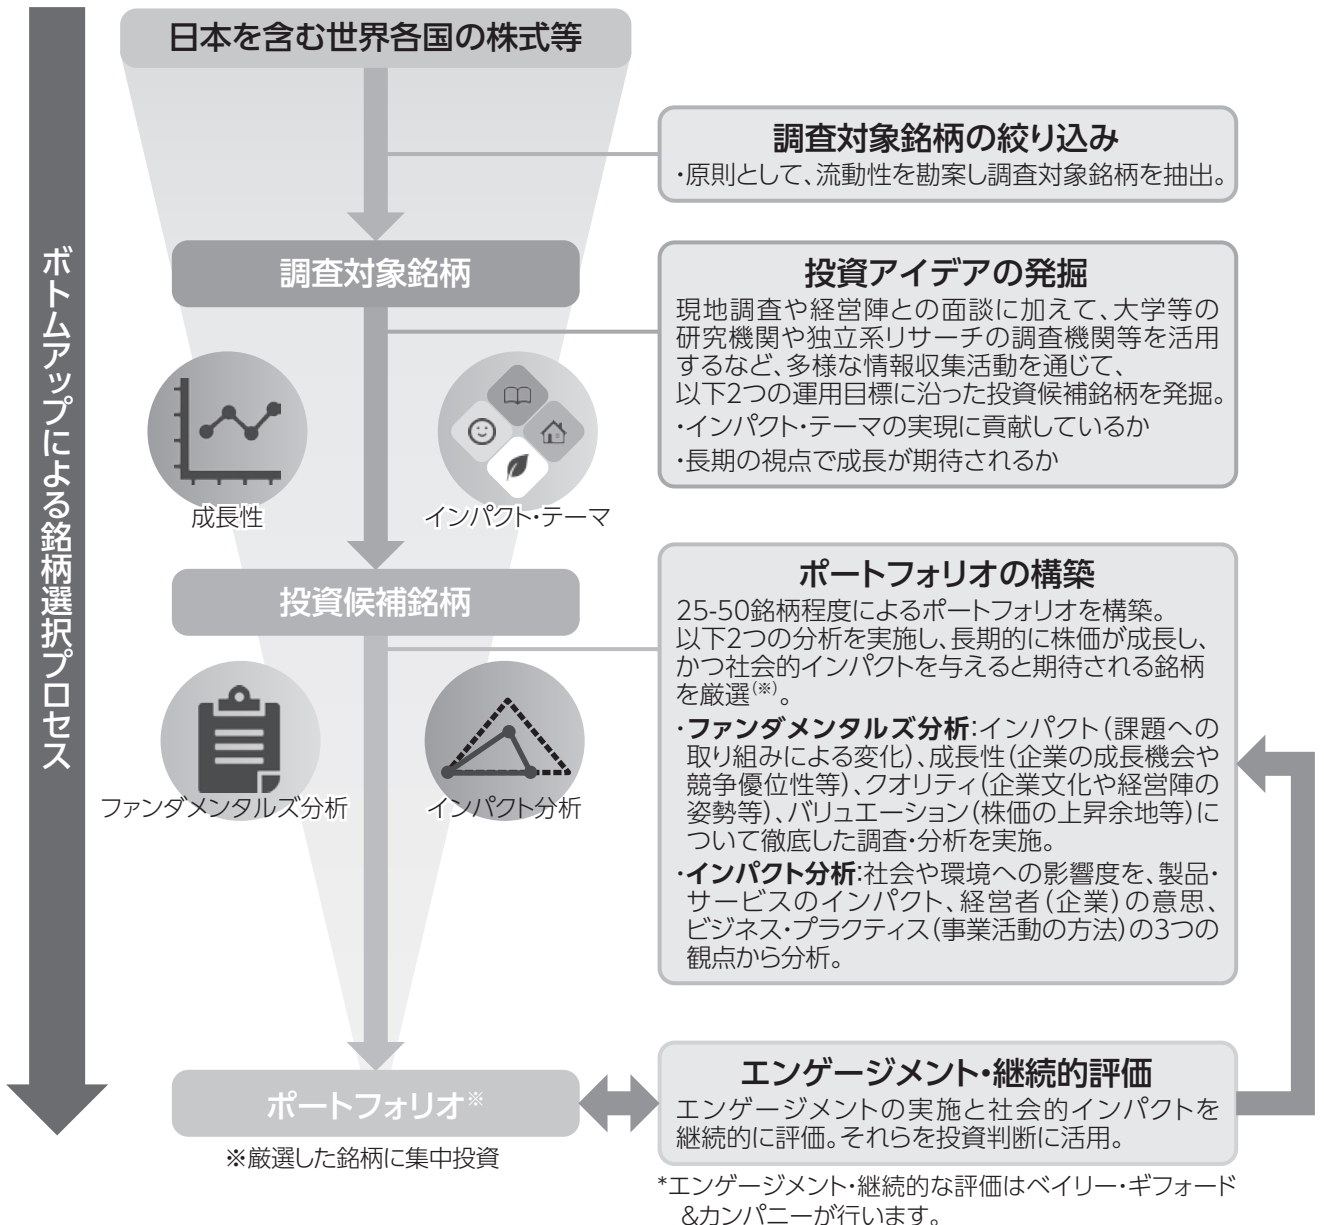 日本を含む世界各国の株式等
調査対象銘柄の絞り込み
・原則として、流動性を勘案し調査対象銘柄を抽出。
ボトムアップによる銘柄選択プロセス
調査対象銘柄
投資アイデアの発掘
現地調査や経営陣との面談に加えて、大学等の
研究機関や独立系リサーチの調査機関等を活用
するなど、多様な情報収集活動を通じて、
以下2つの運用目標に沿った投資候補銘柄を発掘。
・インパクト・テーマの実現に貢献しているか
・長期の視点で成長が期待されるか
成長性
インパクト・テーマ
投資候補銘柄
ポートフォリオの構築
25-50銘柄程度によるポートフォリオを構築。
以下2つの分析を実施し、長期的に株価が成長し、
かつ社会的インパクトを与えると期待される銘柄
を厳選(※)。
・ファンダメンタルズ分析:インパクト(課題への
取り組みによる変化)、成長性(企業の成長機会や
競争優位性等)、クオリティ(企業文化や経営陣の
姿勢等)、バリュエーション(株価の上昇余地等)に
ついて徹底した調査・分析を実施。
・インパクト分析:社会や環境への影響度を、製品・
サービスのインパクト、経営者(企業)の意思、
ビジネス・プラクティス(事業活動の方法)の3つの
観点から分析。
ファンダメンタルズ分析
インパクト分析
ポートフォリオ※
※厳選した銘柄に集中投資
エンゲージメント・継続的評価
エンゲージメントの実施と社会的インパクトを
継続的に評価。それらを投資判断に活用。
*エンゲージメント・継続的な評価はベイリー・ギフォード
&カンパニーが行います。